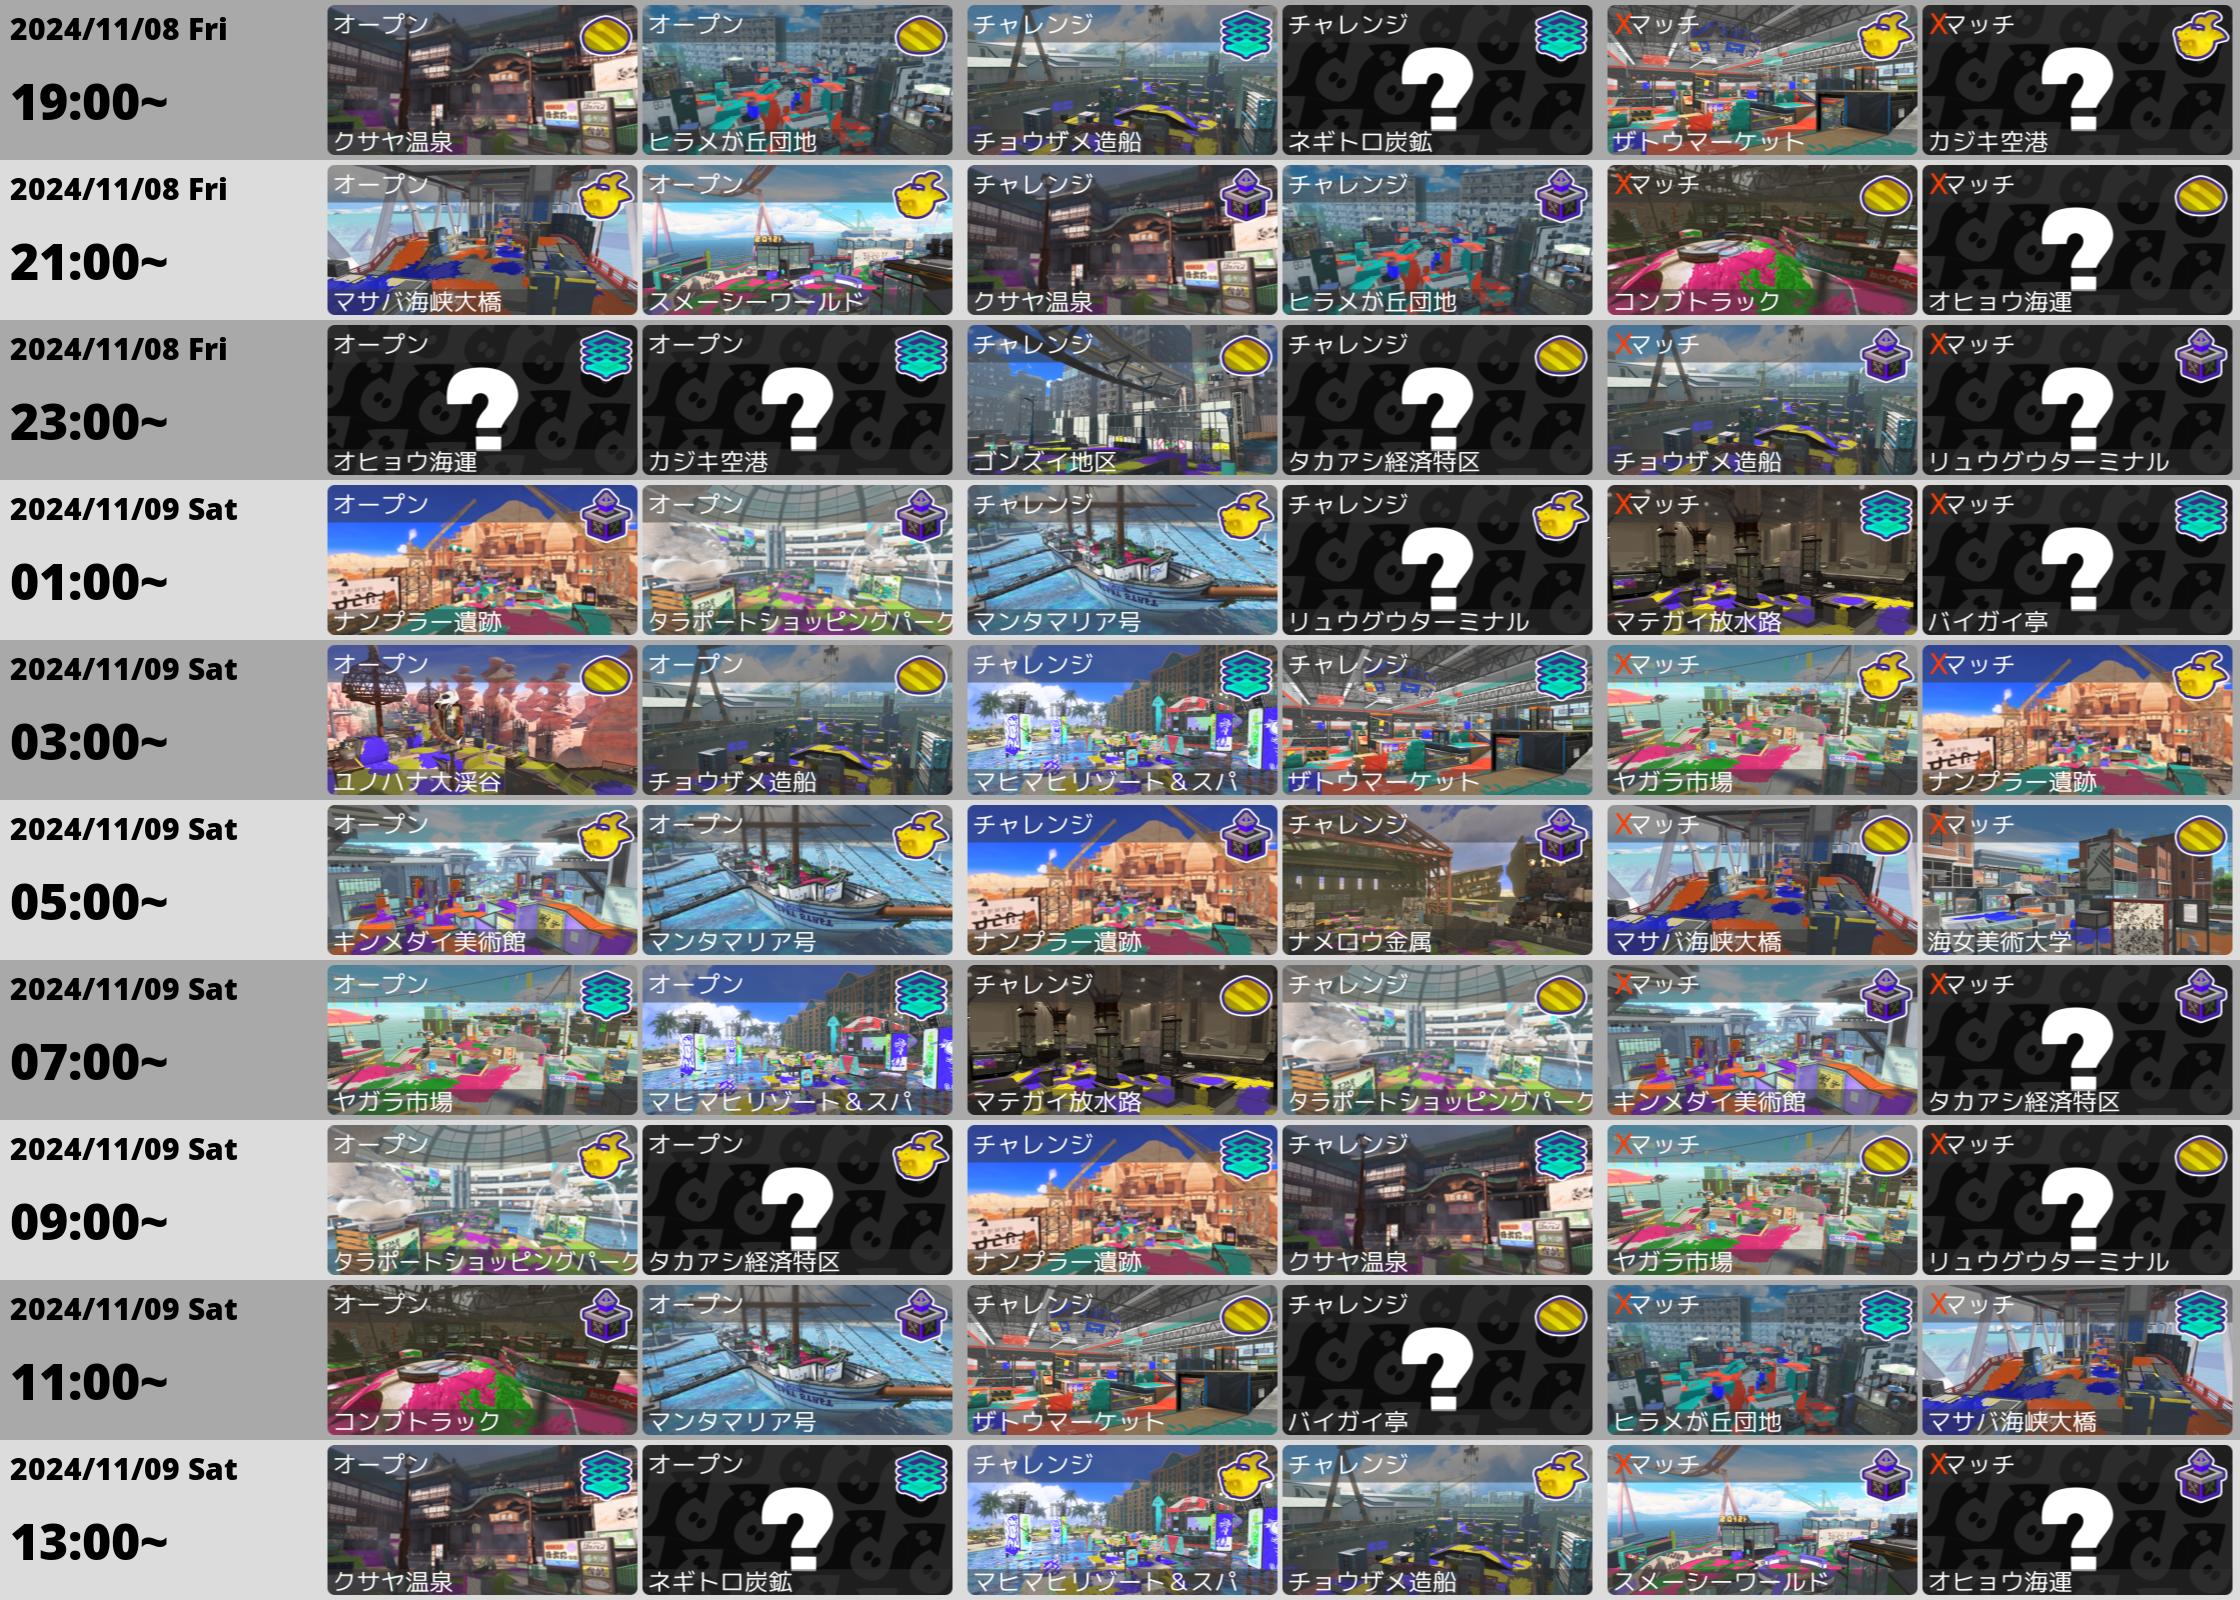 2024/11/08 Fri
19:00~
オープン
クサヤ温泉
オープン
ヒラメが丘団地
チャレンジ
チョウザメ造船
チャレンジ
?
ネギトロ炭鉱
Xマッチ
ザトウマーケット
Xマッチ
?
カジキ空港
2024/11/08 Fri
21:00~
オープン
マサバ海峡大橋
オープン
スメーシーワールド
チャレンジ
クサヤ温泉
チャレンジ
ヒラメが丘団地
Xマッチ
コンブトラック
Xマッチ
?
オヒョウ海運
2024/11/08 Fri
23:00~
オープン
?
オヒョウ海運
オープン
?
カジキ空港
チャレンジ
ゴンズイ地区
チャレンジ
?
タカアシ経済特区
Xマッチ
チョウザメ造船
Xマッチ
?
リュウグウターミナル
2024/11/09 Sat
01:00~
オープン
ナンプラー遺跡
オープン
タラポートショッピングパーク
チャレンジ
マンタマリア号
チャレンジ
?
リュウグウターミナル
Xマッチ
マテガイ放水路
Xマッチ
?
バイガイ亭
2024/11/09 Sat
03:00~
オープン
ユノハナ大渓谷
オープン
チョウザメ造船
チャレンジ
マヒマヒリゾート＆スパ
チャレンジ
ザトウマーケット
Xマッチ
ヤガラ市場
Xマッチ
ナンプラー遺跡
2024/11/09 Sat
05:00~
オープン
キンメダイ美術館
オープン
マンタマリア号
チャレンジ
ナンプラー遺跡
チャレンジ
ナメロウ金属
Xマッチ
マサバ海峡大橋
Xマッチ
海女美術大学
2024/11/09 Sat
07:00~
オープン
ヤガラ市場
オープン
マヒマヒリゾート＆スパ
チャレンジ
マテガイ放水路
チャレンジ
タラポートショッピングパーク
Xマッチ
キンメダイ美術館
Xマッチ
?
タカアシ経済特区
2024/11/09 Sat
09:00~
オープン
タラポートショッピングパーク
オープン
?
タカアシ経済特区
チャレンジ
ナンプラー遺跡
チャレンジ
クサヤ温泉
Xマッチ
ヤガラ市場
Xマッチ
?
リュウグウターミナル
2024/11/09 Sat
11:00~
オープン
コンブトラック
オープン
マンタマリア号
チャレンジ
ザトウマーケット
チャレンジ
?
バイガイ亭
Xマッチ
ヒラメが丘団地
Xマッチ
マサバ海峡大橋
2024/11/09 Sat
13:00~
オープン
クサヤ温泉
オープン
?
ネギトロ炭鉱
チャレンジ
マヒマヒリゾート＆スパ
チャレンジ
チョウザメ造船
Xマッチ
スメーシーワールド
Xマッチ
?
オヒョウ海運